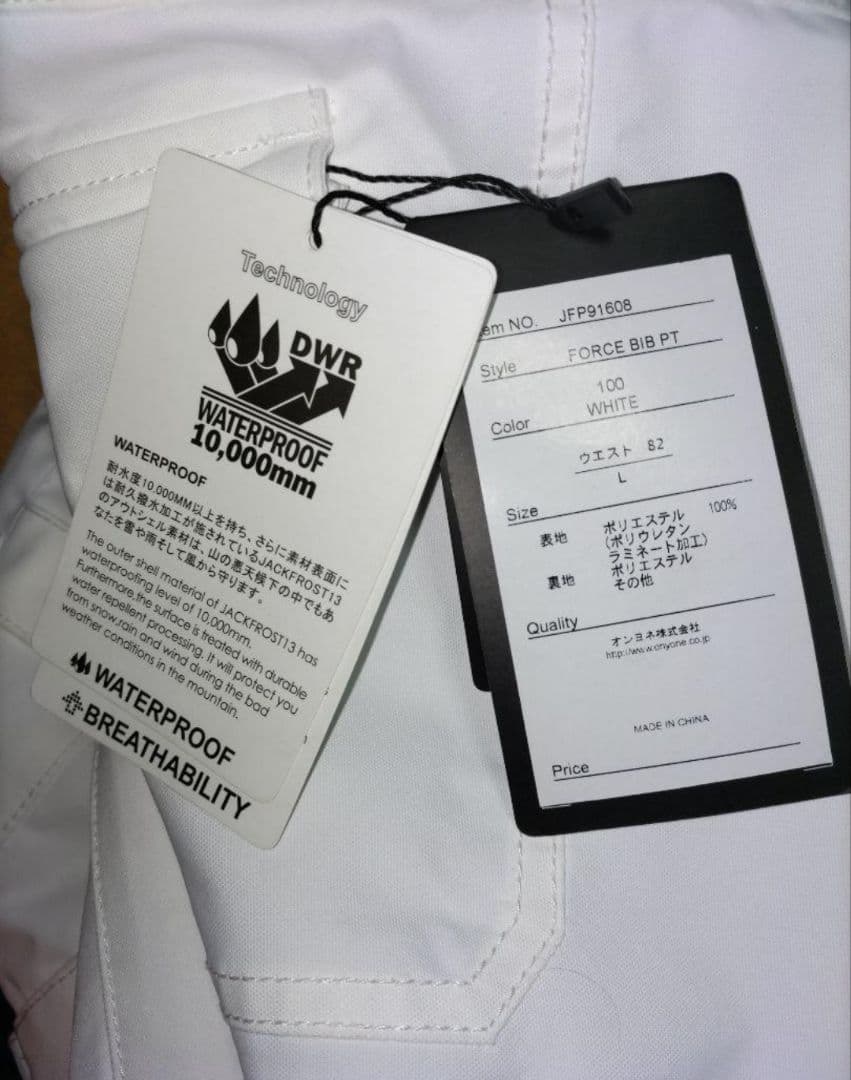 Technology
DWR
WATERPROOF
10,000mm
WATERPROOF
耐水度10.000MM以上を持ち、さらに素材表面に
は耐久撥水加工が施されているJACKFROST13
のアウトシェル素材は、山の悪天候下の中でもあ
なたを雪や雨そして風から守ります。
The outer shell material of JACKFROST13 has
waterproofing level of 10.000mm.
Furthermore,the surface is treated with durable
water repellent processing. It will protect you
from snow,rain and wind during the bad
weather conditions in the mountain.
WATERPROOF
BREATHABILITY
em NO. JFP91608
Style FORCE BIB PT
100
Color WHITE
ウエスト 82
L
Size
表地 ポリエステル 100%
(ポリウレタン
ラミネート加工)
裏地 ポリエステル
その他
Quality
オンヨネ株式会社
http://www.onyone.co.jp
MADE IN CHINA
Price